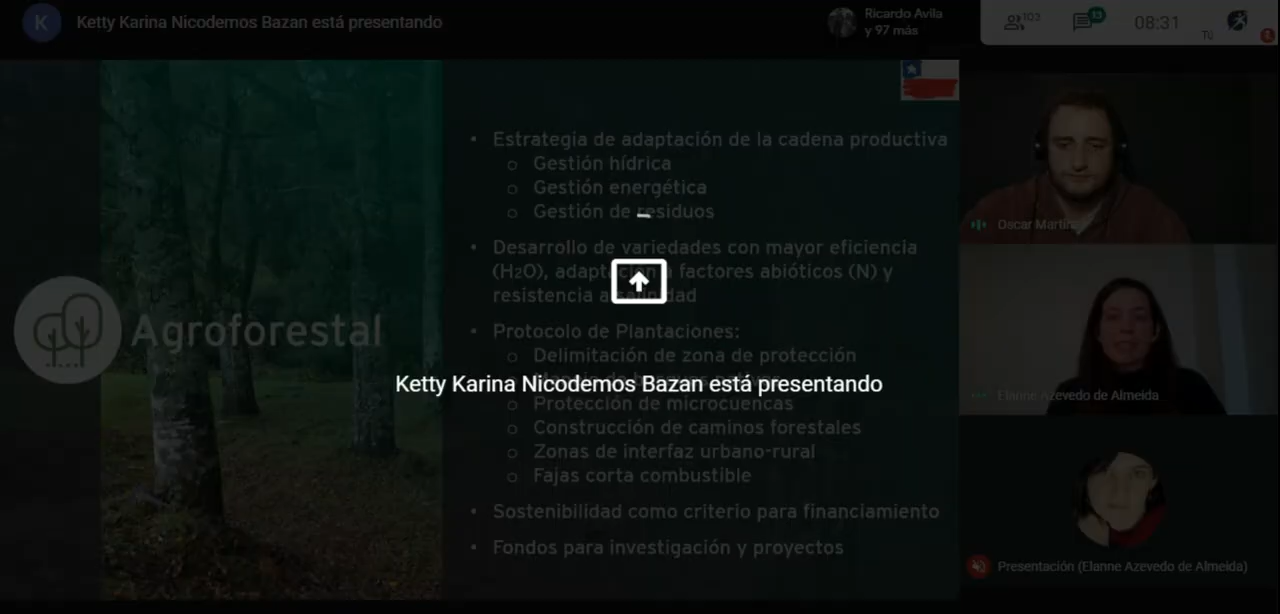 K
Ketty Karina Nicodemos Bazan está presentando
Ricardo Avila
y 97 más
103
13
08:31
TÚ
• Estrategia de adaptación de la cadena productiva
o Gestión hídrica
o Gestión energética
o Gestión de residuos
• Desarrollo de variedades con mayor eficiencia
(H2O), adaptación a factores abióticos (N) y
resistencia a salinidad
• Protocolo de Plantaciones:
o Delimitación de zona de protección
Ketty Karina Nicodemos Bazan está presentando
o Protección de microcuencas
o Construcción de caminos forestales
o Zonas de interfaz urbano-rural
o Fajas corta combustible
• Sostenibilidad como criterio para financiamiento
• Fondos para investigación y proyectos
Agroforestal
Oscar
Elanne Azevedo de Almeida
Presentación (Elanne Azevedo de Almeida)